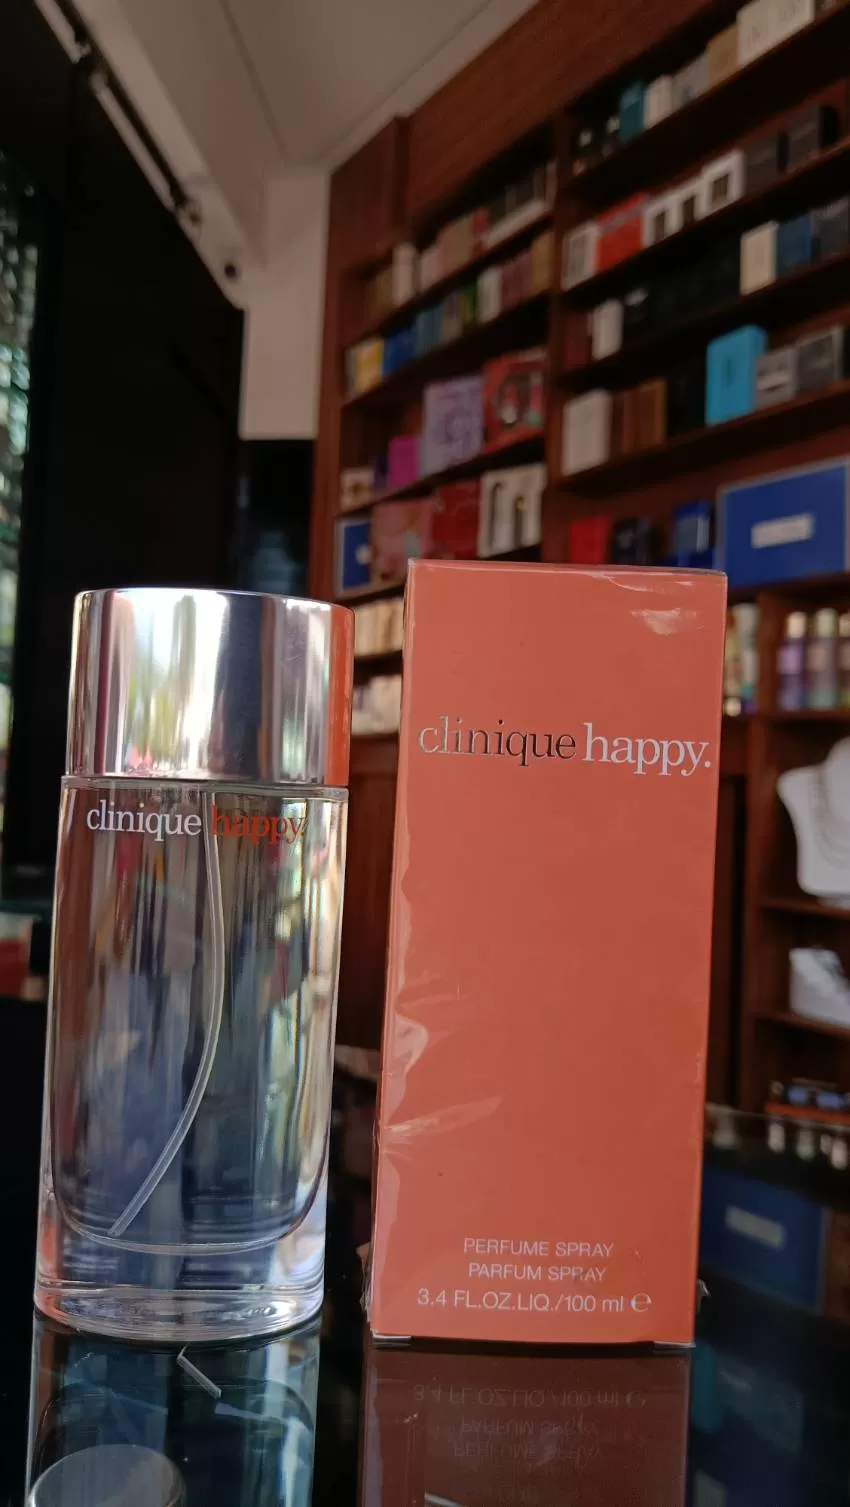 clinique happy.
clinique happy.
PERFUME SPRAY
PARFUM SPRAY
3.4 FL.OZ.LIQ./100 ml ℮